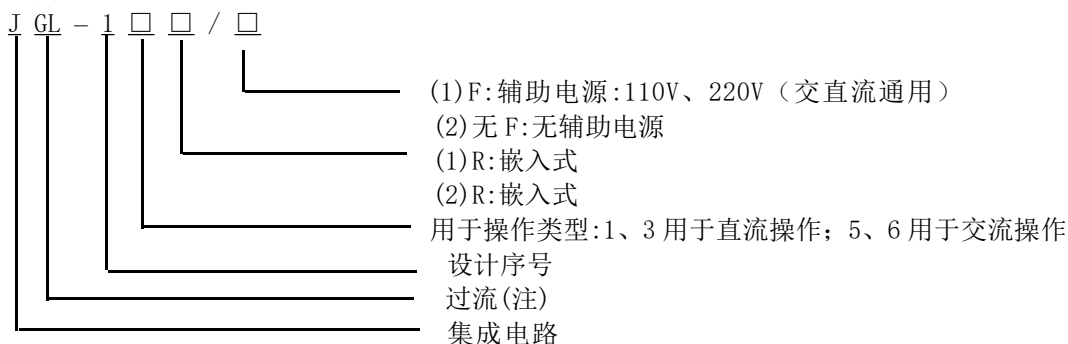 J GL - 1 □ □ / □
(1)F:辅助电源:110V、220V（交直流通用）
(2)无F:无辅助电源
(1)R:嵌入式
(2)R:嵌入式
用于操作类型:1、3用于直流操作；5、6用于交流操作
设计序号
过流(注)
集成电路